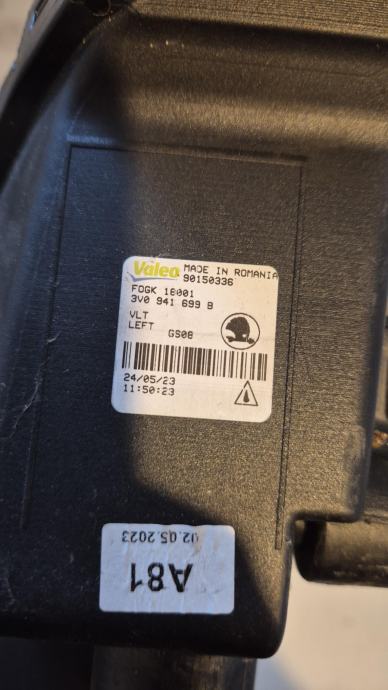 Valeo MADE IN ROMANIA
90150336
FOGK 18001
3V0 941 699 B
VLT
LEFT
GS08
24/05/23
11:50:23
02.05.2023
A81